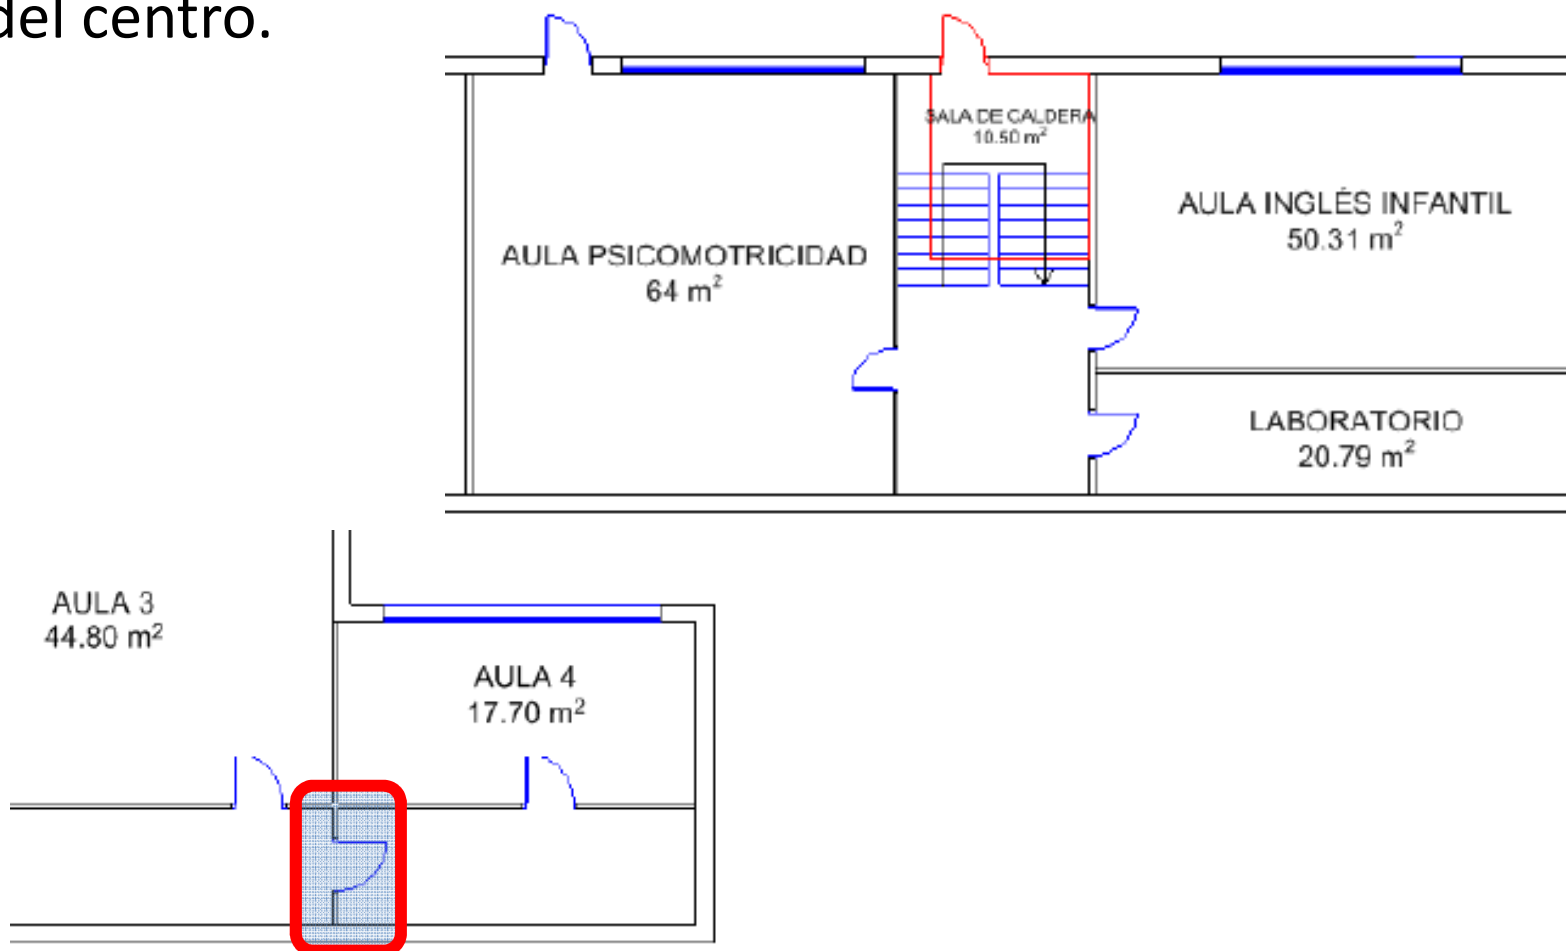 del centro.
SALA DE CALDERA
10.50 m²
AULA INGLÉS INFANTIL
50.31 m²
AULA PSICOMOTRICIDAD
64 m²
LABORATORIO
20.79 m²
AULA 3
44.80 m²
AULA 4
17.70 m²